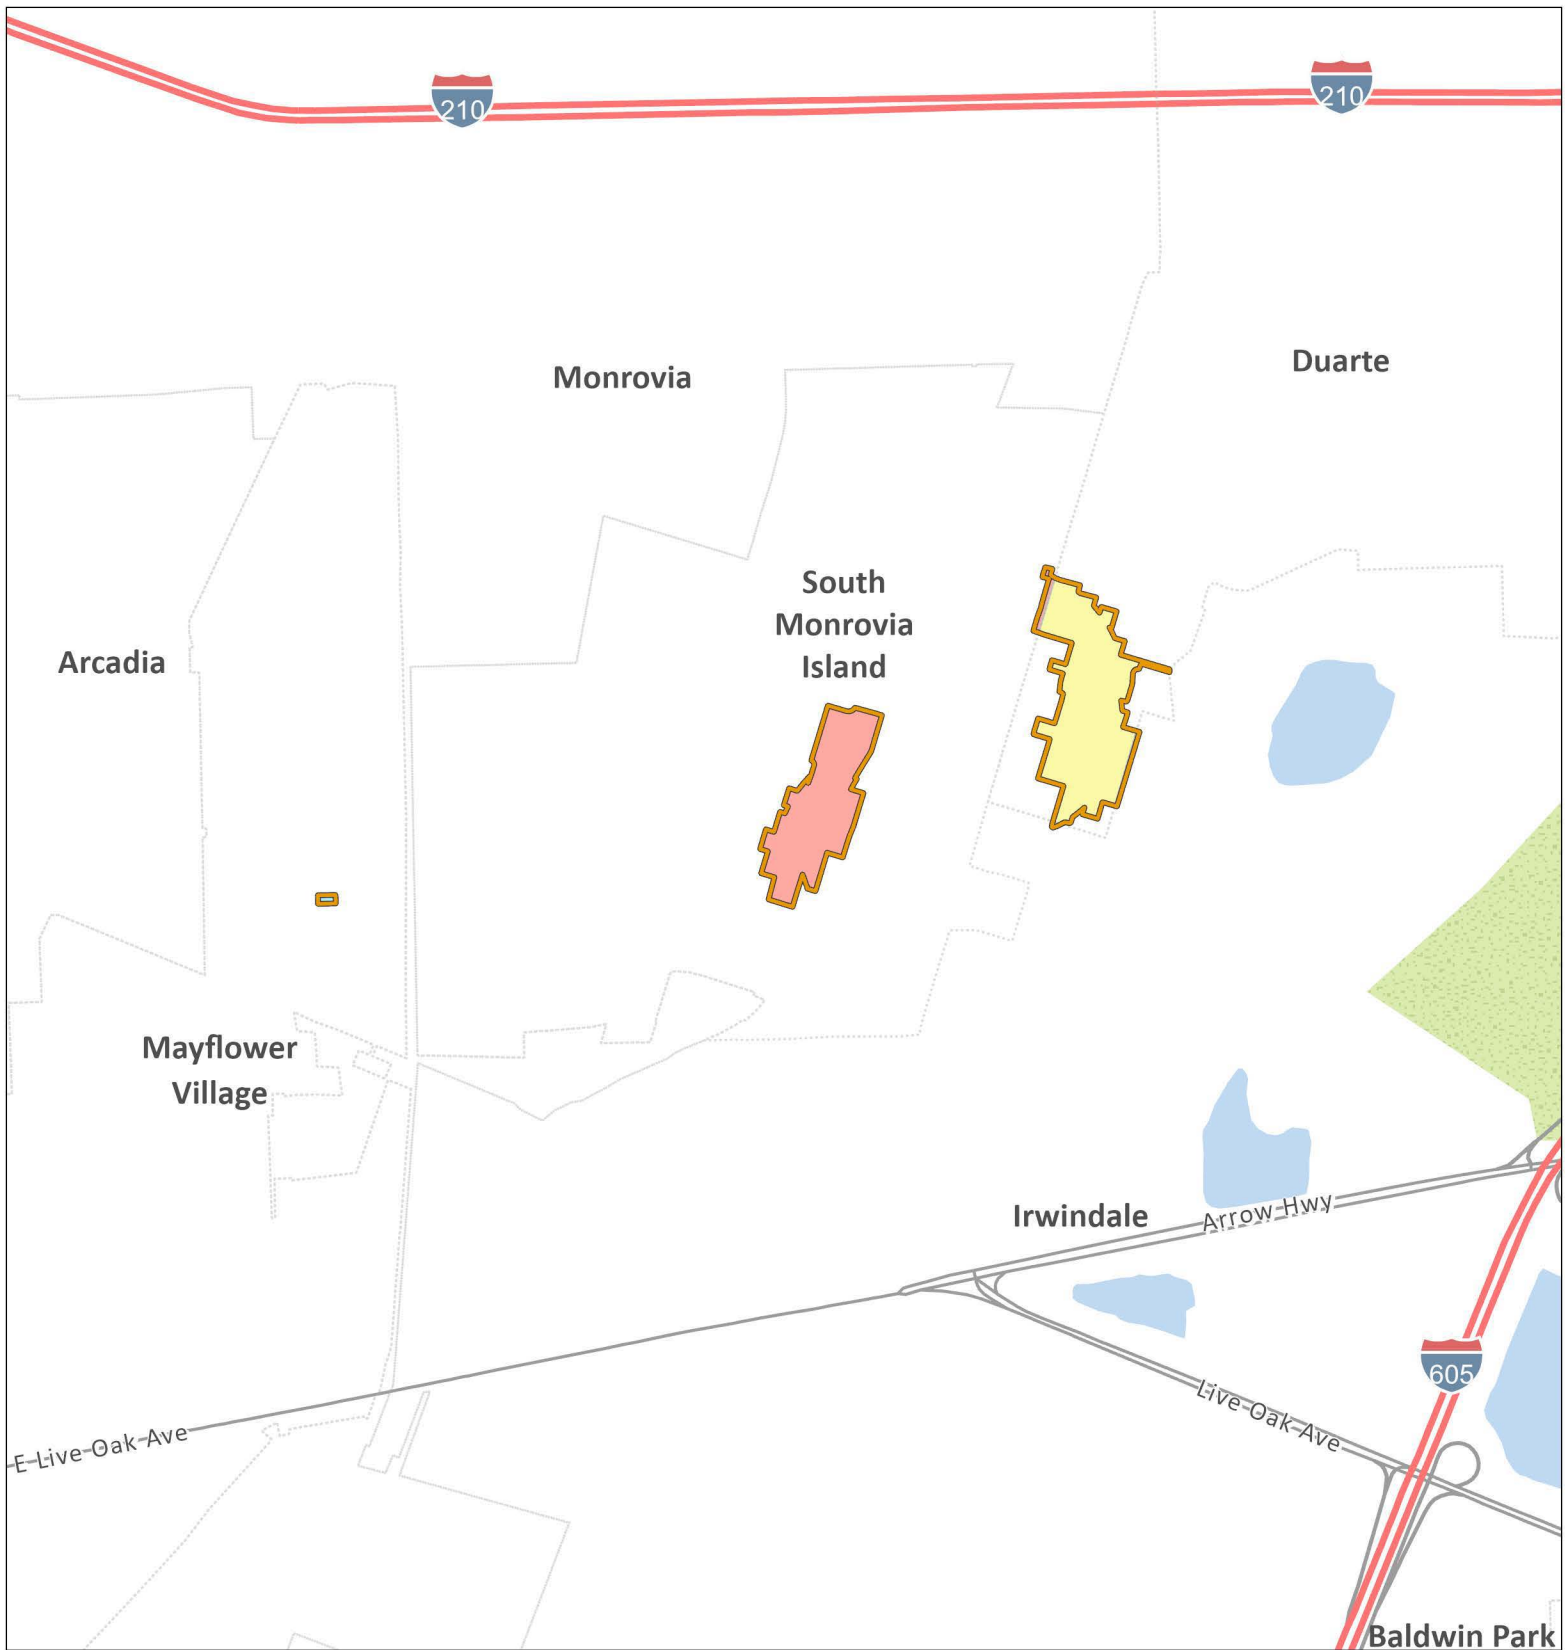 210
210
Duarte
Monrovia
South
Monrovia
Island
Arcadia
Mayflower
Village
Irwindale
Arrow Hwy
605
Live Oak Ave
E Live Oak Ave
Baldwin Park